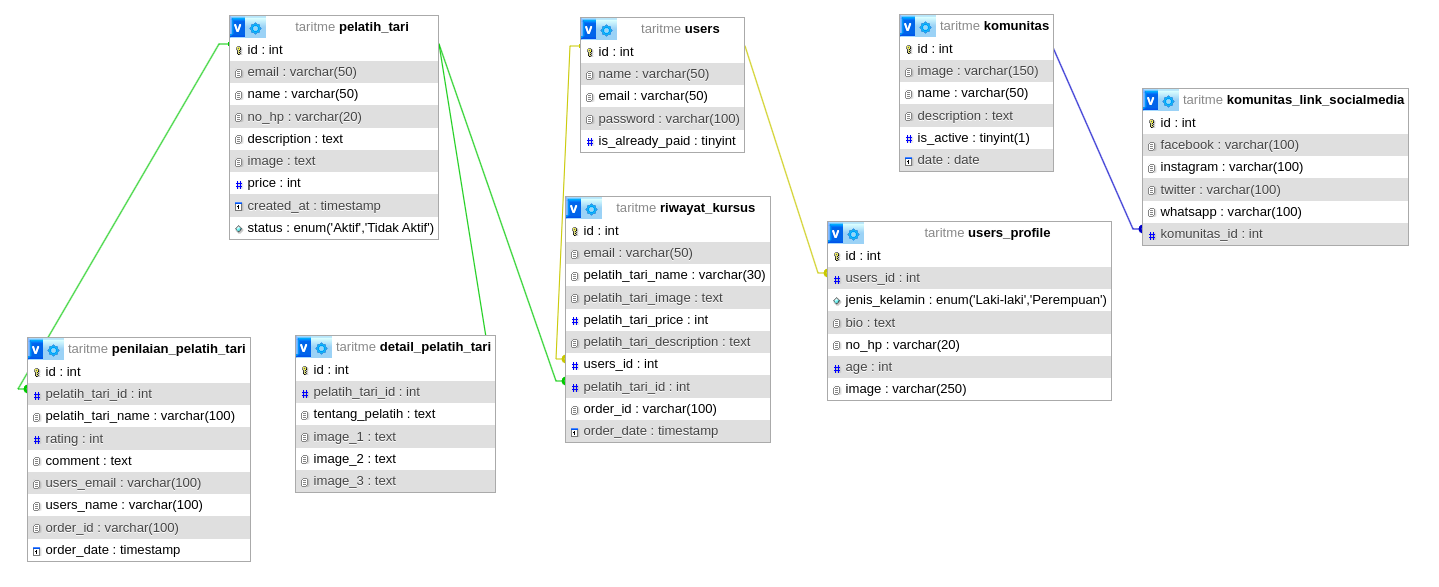 V taritme pelatih_tari
id : int
email : varchar(50)
name : varchar(50)
no_hp : varchar(20)
description : text
image : text
# price : int
created_at : timestamp
status : enum('Aktif','Tidak Aktif')
V taritme users
id : int
name : varchar(50)
email : varchar(50)
password : varchar(100)
# is_already_paid : tinyint
V taritme komunitas
id : int
image : varchar(150)
name : varchar(50)
description : text
# is_active : tinyint(1)
date : date
V taritme komunitas_link_socialmedia
id : int
facebook : varchar(100)
instagram : varchar(100)
twitter : varchar(100)
whatsapp : varchar(100)
# komunitas_id : int
V taritme penilaian_pelatih_tari
id : int
# pelatih_tari_id : int
pelatih_tari_name : varchar(100)
# rating : int
comment : text
users_email : varchar(100)
users_name : varchar(100)
order_id : varchar(100)
order_date : timestamp
V taritme detail_pelatih_tari
id : int
# pelatih_tari_id : int
tentang_pelatih : text
image_1 : text
image_2 : text
image_3 : text
V taritme riwayat_kursus
id : int
email : varchar(50)
pelatih_tari_name : varchar(30)
pelatih_tari_image : text
# pelatih_tari_price : int
pelatih_tari_description : text
# users_id : int
# pelatih_tari_id : int
order_id : varchar(100)
order_date : timestamp
V taritme users_profile
id : int
# users_id : int
jenis_kelamin : enum('Laki-laki','Perempuan')
bio : text
no_hp : varchar(20)
# age : int
image : varchar(250)